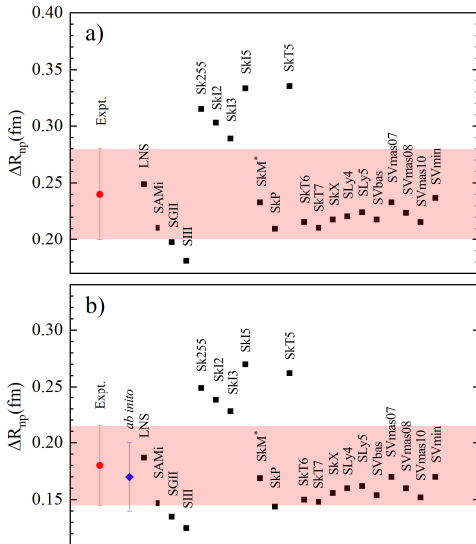 a)
0.40
0.35
0.30
0.25
0.20
ΔRnp(fm)
Expt.
LNS
SAMi
SGII
SIII
Sk255
SkI2
SkI3
SkI5
SkM*
SkP
SkT5
SkT6
SkT7
SkX
SLy4
SLy5
SVbas
SVmas07
SVmas08
SVmas10
SVmin
b)
0.30
0.25
0.20
0.15
ΔRnp(fm)
Expt.
ab inito
LNS
SAMi
SGII
SIII
Sk255
SkI2
SkI3
SkI5
SkM*
SkP
SkT5
SkT6
SkT7
SkX
SLy4
SLy5
SVbas
SVmas07
SVmas08
SVmas10
SVmin